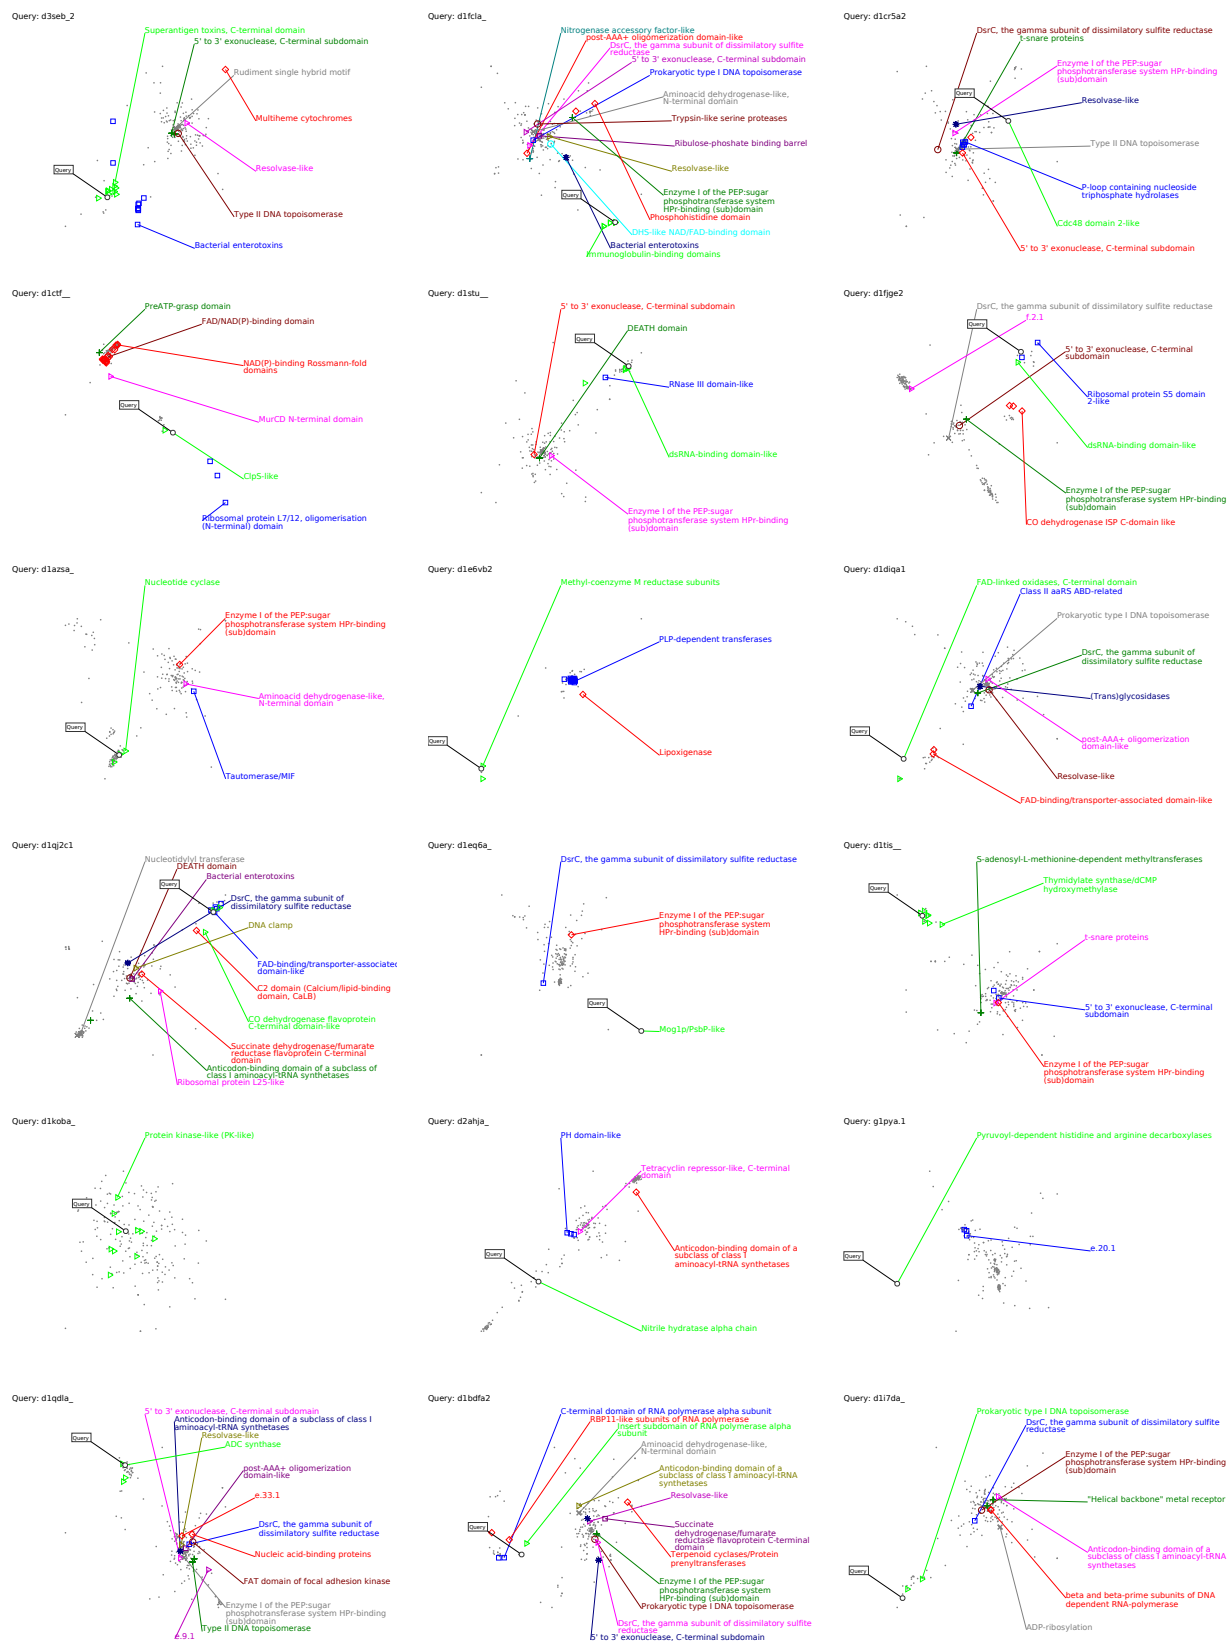 Query: d3seb_2
Superantigen toxins, C-terminal domain
5' to 3' exonuclease, C-terminal subdomain
Rudiment single hybrid motif
Multiheme cytochromes
Resolvase-like
Query
Type II DNA topoisomerase
Bacterial enterotoxins
Query: d1fcla_
Nitrogenase accessory factor-like
post-AAA+ oligomerization domain-like
DsrC, the gamma subunit of dissimilatory sulfite
reductase
5' to 3' exonuclease, C-terminal subdomain
Prokaryotic type I DNA topoisomerase
Aminoacid dehydrogenase-like,
N-terminal domain
Trypsin-like serine proteases
Ribulose-phoshate binding barrel
Resolvase-like
Enzyme I of the PEP:sugar
phosphotransferase system
HPr-binding (sub)domain
Query
Phosphohistidine domain
DHS-like NAD/FAD-binding domain
Bacterial enterotoxins
Immunoglobulin-binding domains
Query: d1cr5a2
DsrC, the gamma subunit of dissimilatory sulfite reductase
t-snare proteins
Enzyme I of the PEP:sugar
phosphotransferase system HPr-binding
(sub)domain
Query
Resolvase-like
Type II DNA topoisomerase
P-loop containing nucleoside
triphosphate hydrolases
Cdc48 domain 2-like
5' to 3' exonuclease, C-terminal subdomain
Query: d1ctf__
PreATP-grasp domain
FAD/NAD(P)-binding domain
NAD(P)-binding Rossmann-fold
domains
Query
MurCD N-terminal domain
ClpS-like
Ribosomal protein L7/12, oligomerisation
(N-terminal) domain
Query: d1stu__
5' to 3' exonuclease, C-terminal subdomain
DEATH domain
Query
RNase III domain-like
dsRNA-binding domain-like
Enzyme I of the PEP:sugar
phosphotransferase system HPr-binding
(sub)domain
Query: d1fjge2
DsrC, the gamma subunit of dissimilatory sulfite reductase
f.2.1
Query
5' to 3' exonuclease, C-terminal
subdomain
Ribosomal protein S5 domain
2-like
dsRNA-binding domain-like
Enzyme I of the PEP:sugar
phosphotransferase system HPr-binding
(sub)domain
CO dehydrogenase ISP C-domain like
Query: d1azsa_
Nucleotide cyclase
Enzyme I of the PEP:sugar
phosphotransferase system HPr-binding
(sub)domain
Aminoacid dehydrogenase-like,
N-terminal domain
Query
Tautomerase/MIF
Query: d1e6vb2
Methyl-coenzyme M reductase subunits
PLP-dependent transferases
Query
Lipoxigenase
Query: d1diqa1
FAD-linked oxidases, C-terminal domain
Class II aaRS ABD-related
Prokaryotic type I DNA topoisomerase
DsrC, the gamma subunit of
dissimilatory sulfite reductase
(Trans)glycosidases
Query
post-AAA+ oligomerization
domain-like
Resolvase-like
FAD-binding/transporter-associated domain-like
Query: d1qj2c1
Nucleotidylyl transferase
DEATH domain
Bacterial enterotoxins
Query
DsrC, the gamma subunit of
dissimilatory sulfite reductase
DNA clamp
FAD-binding/transporter-associated
domain-like
C2 domain (Calcium/lipid-binding
domain, CaLB)
CO dehydrogenase flavoprotein
C-terminal domain-like
Succinate dehydrogenase/fumarate
reductase flavoprotein C-terminal
domain
Anticodon-binding domain of a subclass of
class I aminoacyl-tRNA synthetases
Ribosomal protein L25-like
Query: d1eq6a_
DsrC, the gamma subunit of dissimilatory sulfite reductase
Enzyme I of the PEP:sugar
phosphotransferase system
HPr-binding (sub)domain
Query
Mog1p/PsbP-like
Query: d1tis__
S-adenosyl-L-methionine-dependent methyltransferases
Thymidylate synthase/dCMP
hydroxymethylase
Query
t-snare proteins
5' to 3' exonuclease, C-terminal
subdomain
Enzyme I of the PEP:sugar
phosphotransferase system HPr-binding
(sub)domain
Query: d1koba_
Protein kinase-like (PK-like)
Query
Query: d2ahja_
PH domain-like
Tetracyclin repressor-like, C-terminal
domain
Query
Anticodon-binding domain of a
subclass of class I
aminoacyl-tRNA synthetases
Nitrile hydratase alpha chain
Query: g1pya.1
Pyruvoyl-dependent histidine and arginine decarboxylases
Query
e.20.1
Query: d1qdla_
5' to 3' exonuclease, C-terminal subdomain
Anticodon-binding domain of a subclass of class I
aminoacyl-tRNA synthetases
Resolvase-like
Query
ADC synthase
post-AAA+ oligomerization
domain-like
e.33.1
DsrC, the gamma subunit of
dissimilatory sulfite reductase
Nucleic acid-binding proteins
FAT domain of focal adhesion kinase
Enzyme I of the PEP:sugar
phosphotransferase system HPr-binding
(sub)domain
Type II DNA topoisomerase
e.9.1
Query: d1bdfa2
C-terminal domain of RNA polymerase alpha subunit
RBP11-like subunits of RNA polymerase
Insert subdomain of RNA polymerase alpha
subunit
Aminoacid dehydrogenase-like,
N-terminal domain
Anticodon-binding domain of a
subclass of class I aminoacyl-tRNA
synthetases
Resolvase-like
Query
Succinate
dehydrogenase/fumarate
reductase flavoprotein C-terminal
domain
Terpenoid cyclases/Protein
prenyltransferases
Enzyme I of the PEP:sugar
phosphotransferase system
HPr-binding (sub)domain
Prokaryotic type I DNA topoisomerase
DsrC, the gamma subunit of dissimilatory sulfite
reductase
5' to 3' exonuclease, C-terminal subdomain
Query: d1i7da_
Prokaryotic type I DNA topoisomerase
DsrC, the gamma subunit of dissimilatory sulfite
reductase
Enzyme I of the PEP:sugar
phosphotransferase system HPr-binding
(sub)domain
"Helical backbone" metal receptor
Anticodon-binding domain of a
subclass of class I aminoacyl-tRNA
synthetases
Query
beta and beta-prime subunits of DNA
dependent RNA-polymerase
ADP-ribosylation